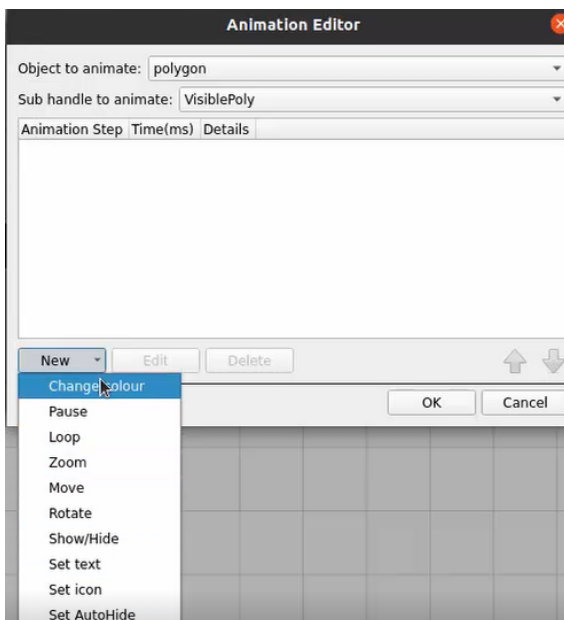 Animation Editor
Object to animate: polygon
Sub handle to animate: VisiblePoly
Animation Step Time(ms) Details
New Edit Delete
Change colour
OK Cancel
Pause
Loop
Zoom
Move
Rotate
Show/Hide
Set text
Set icon
Set AutoHide